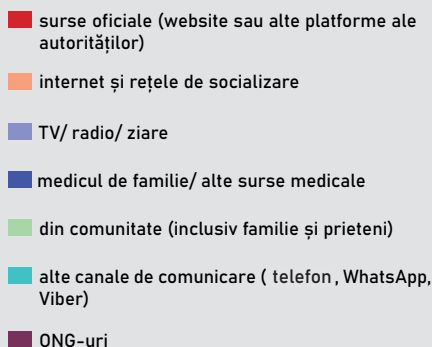 surse oficiale (website sau alte platforme ale
autorităților)
internet și rețele de socializare
TV/ radio/ ziare
medicul de familie/ alte surse medicale
din comunitate (inclusiv familie și prieteni)
alte canale de comunicare ( telefon , WhatsApp,
Viber)
ONG-uri